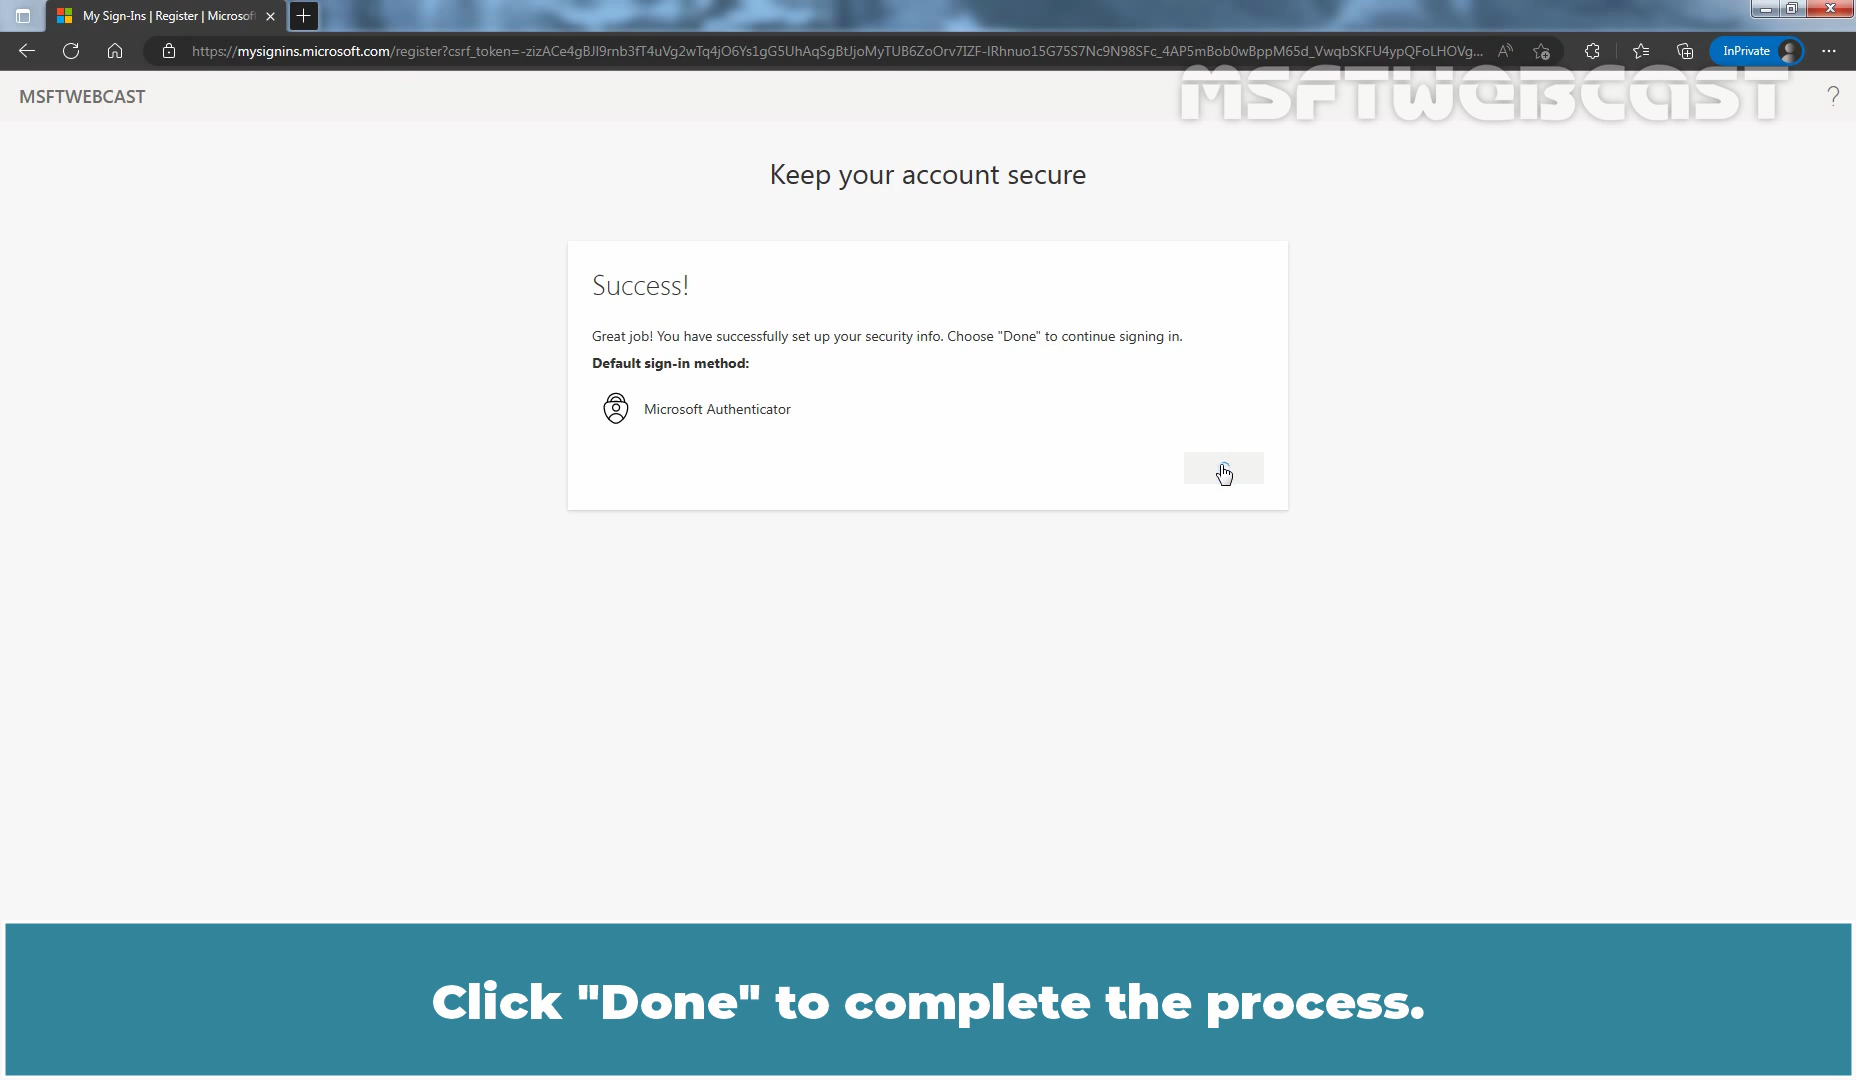 My Sign-Ins | Register | Microsof
https://mysignins.microsoft.com/register?csrf_token=-zizACe4gBJI9rnb3fT4uVg2wTq4jO6Ys1gG5UhAqSgBtJjoMyTUB6ZoOrv7IZF-IRhnuo15G75S7Nc9N98SFc_4AP5mBob0wBppM65d_VwqbSKFU4ypQFoLHOVg...
InPrivate
MSFTWEBCAST
MSFTWEBCAST
?
Keep your account secure
Success!
Great job! You have successfully set up your security info. Choose "Done" to continue signing in.
Default sign-in method:
Microsoft Authenticator
Click "Done" to complete the process.